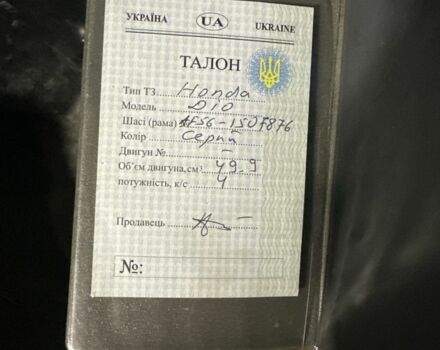 УКРАЇНА UA UKRAINE
ТАЛОН
Тип ТЗ Honda
Модель DIO
Шасі (рама) AF56-1507876
Колір Серий
Двигун № –
Об'єм двигуна, см³ 49.9
потужність, к/с 4
Продавець –
№: